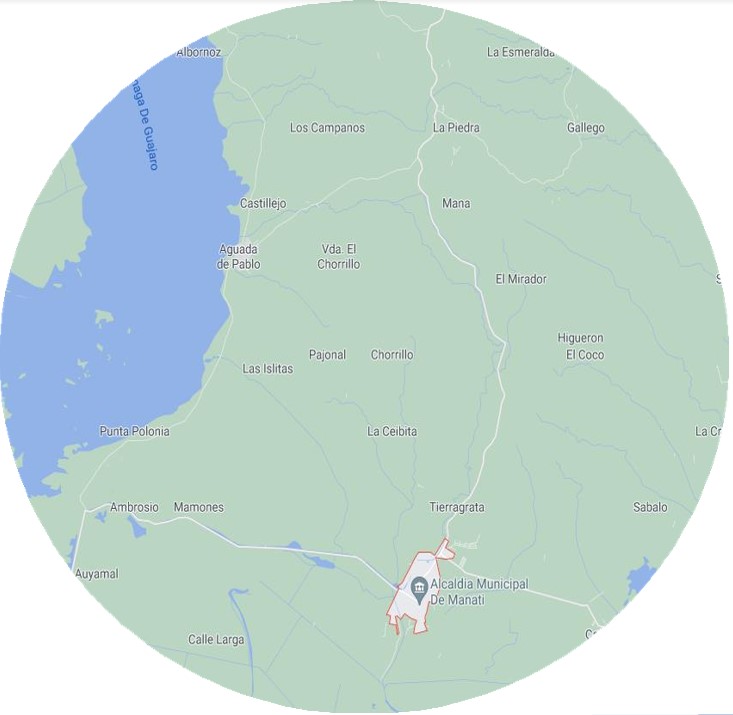 Albornoz
La Esmeralda
naga De Guajaro
Los Campanos
La Piedra
Gallego
Castillejo
Mana
Aguada
de Pablo
Vda. El
Chorrillo
El Mirador
S
Higueron
El Coco
Las Islitas
Pajonal
Chorrillo
Punta Polonia
La Ceibita
La Cr
Ambrosio
Mamones
Tierragrata
Sabalo
Auyamal
Alcaldia Municipal
De Manati
Calle Larga